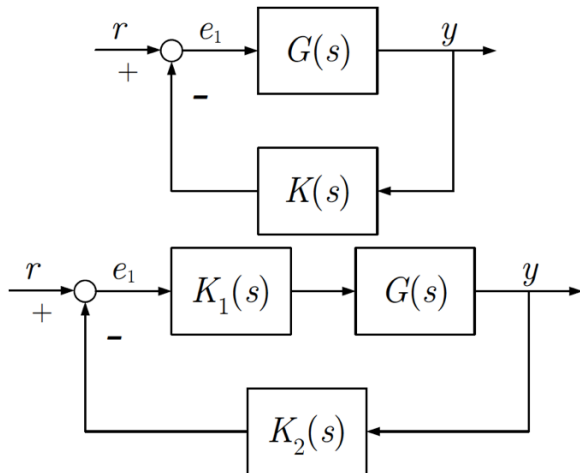 r e₁ G(s) y
+
-
K(s)
r e₁ K₁(s) G(s) y
+
-
K₂(s)